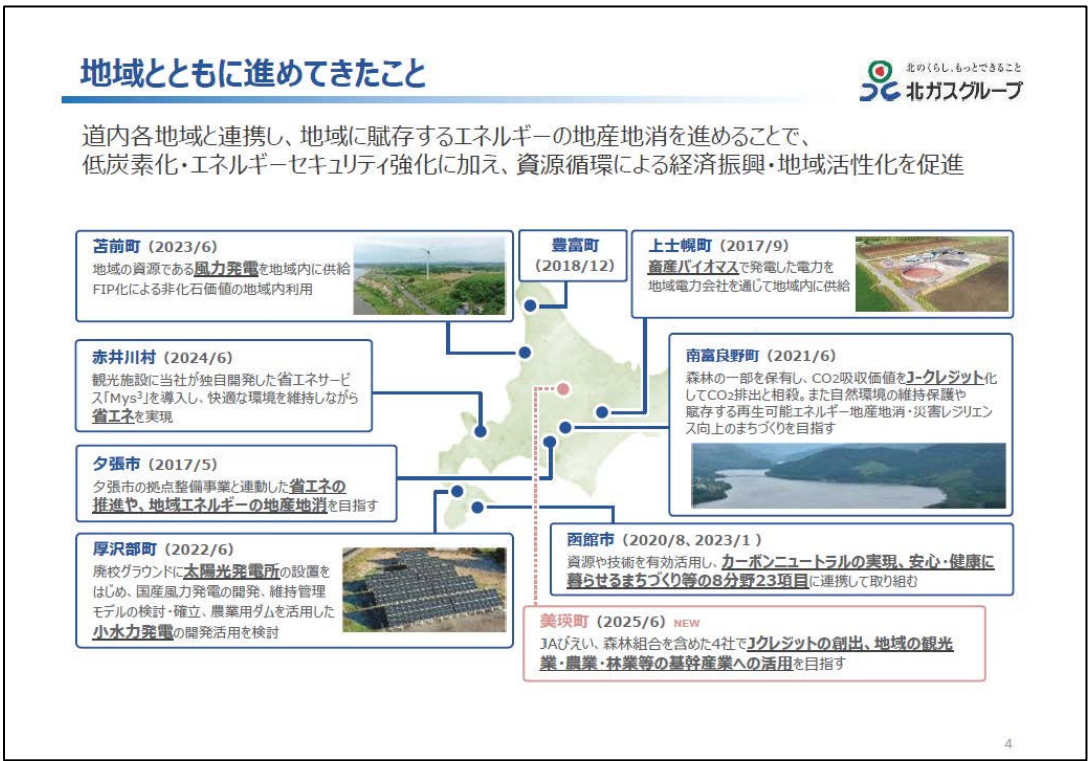 地域とともに進めてきたこと
北のくらし、もっとできること
北ガスグループ
道内各地域と連携し、地域に賦存するエネルギーの地産地消を進めることで、
低炭素化・エネルギーセキュリティ強化に加え、資源循環による経済振興・地域活性化を促進
苫前町（2023/6）
地域の資源である風力発電を地域内に供給
FIP化による非化石価値の地域内利用
豊富町
（2018/12）
上士幌町（2017/9）
畜産バイオマスで発電した電力を
地域電力会社を通じて地域内に供給
赤井川村（2024/6）
観光施設に当社が独自開発した省エネサービ
ス「Mys³」を導入し、快適な環境を維持しながら
省エネを実現
南富良野町（2021/6）
森林の一部を保有し、CO2吸収価値をJ-クレジット化
してCO2排出と相殺。また自然環境の維持保護や
賦存する再生可能エネルギー地産地消・災害レジリエン
ス向上のまちづくりを目指す
夕張市（2017/5）
夕張市の拠点整備事業と連動した省エネの
推進や、地域エネルギーの地産地消を目指す
厚沢部町（2022/6）
廃校グラウンドに太陽光発電所の設置を
はじめ、国産風力発電の開発、維持管理
モデルの検討・確立、農業用ダムを活用した
小水力発電の開発活用を検討
函館市（2020/8、2023/1）
資源や技術を有効活用し、カーボンニュートラルの実現、安心・健康に
暮らせるまちづくり等の8分野23項目に連携して取り組む
美瑛町（2025/6）NEW
JAびえい、森林組合を含めた4社でJクレジットの創出、地域の観光
業・農業・林業等の基幹産業への活用を目指す
4